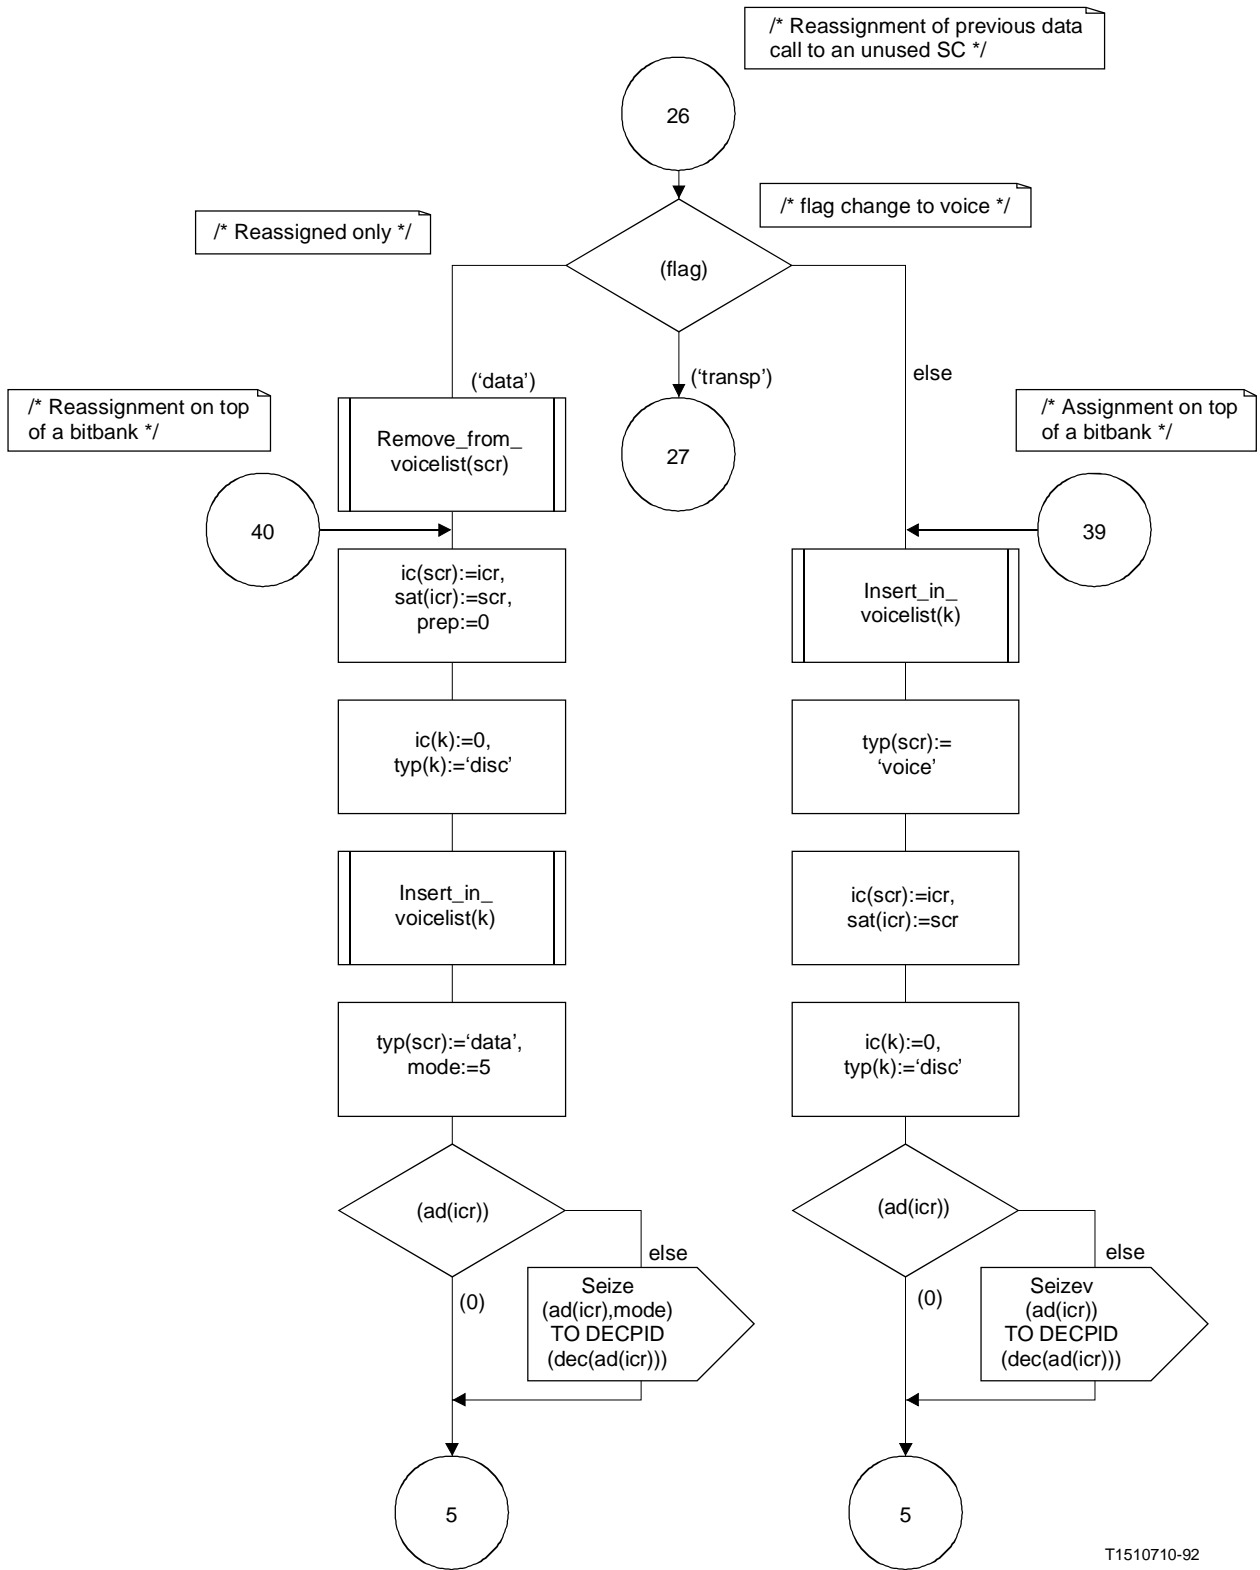 /* Reassignment of previous data
call to an unused SC */
26
/* flag change to voice */
/* Reassigned only */
(flag)
(‘data’)
(‘transp’)
else
/* Reassignment on top
of a bitbank */
/* Assignment on top
of a bitbank */
Remove_from_
voicelist(scr)
27
40
39
ic(scr):=icr,
sat(icr):=scr,
prep:=0
Insert_in_
voicelist(k)
ic(k):=0,
typ(k):=‘disc’
typ(scr):=
‘voice’
Insert_in_
voicelist(k)
ic(scr):=icr,
sat(icr):=scr
typ(scr):=‘data’,
mode:=5
ic(k):=0,
typ(k):=‘disc’
(ad(icr))
(ad(icr))
else
else
(0)
Seize
(ad(icr),mode)
TO DECPID
(dec(ad(icr)))
(0)
Seizev
(ad(icr))
TO DECPID
(dec(ad(icr)))
5
5
T1510710-92